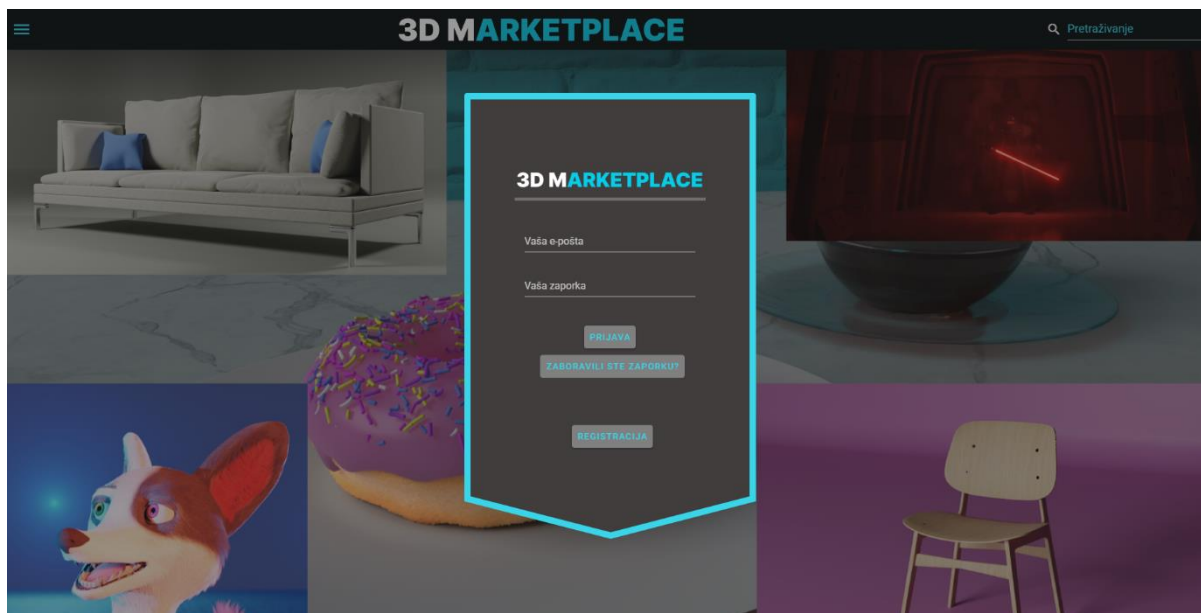 3D MARKETPLACE
Pretraživanje
3D MARKETPLACE
Vaša e-pošta
Vaša zaporka
PRIJAVA
ZABORAVILI STE ZAPORKU?
REGISTRACIJA